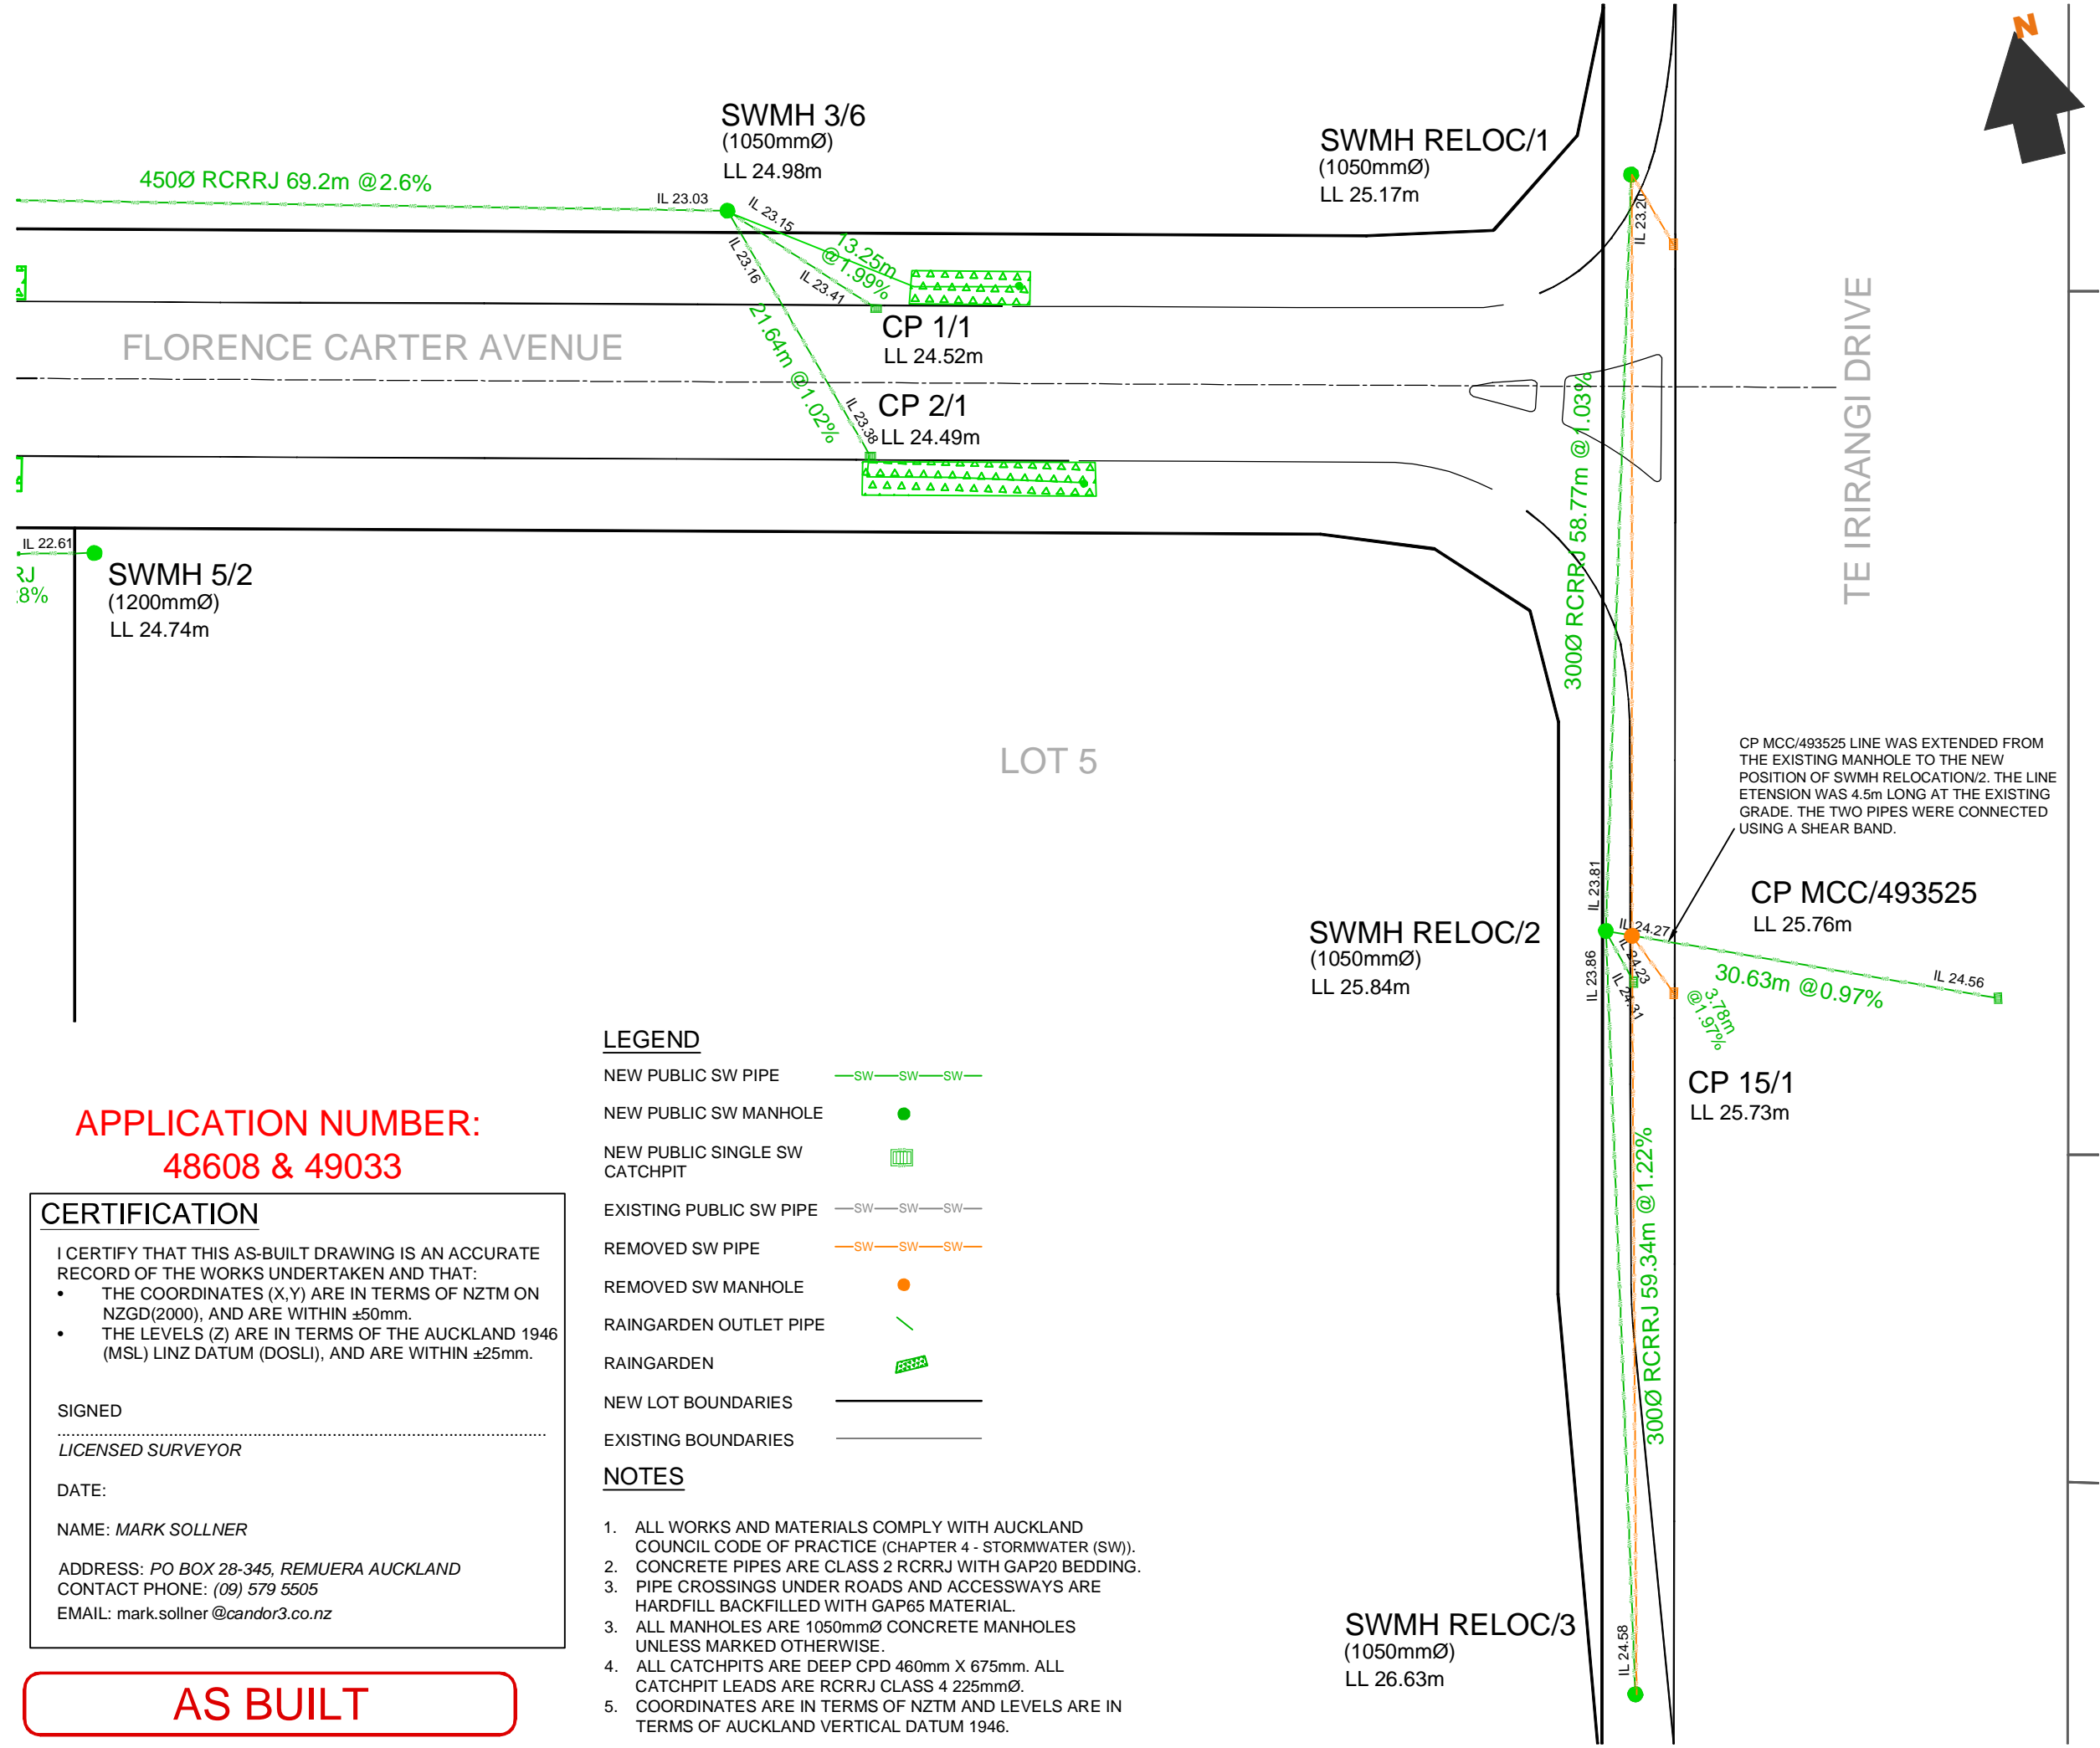 N
SWMH 3/6
(1050mmØ)
LL 24.98m
SWMH RELOC/1
(1050mmØ)
LL 25.17m
450Ø RCRRJ 69.2m @2.6%
IL 23.03
IL 23.15
IL 23.16
13.25m
@1.99%
IL 23.41
21.64m @1.02%
IL 23.20
FLORENCE CARTER AVENUE
CP 1/1
LL 24.52m
CP 2/1
LL 24.49m
IL 23.38
300Ø RCRRJ 58.77m @1.03%
TE IRIRANGI DRIVE
IL 22.61
RJ
8%
SWMH 5/2
(1200mmØ)
LL 24.74m
LOT 5
CP MCC/493525 LINE WAS EXTENDED FROM
THE EXISTING MANHOLE TO THE NEW
POSITION OF SWMH RELOCATION/2. THE LINE
ETENSION WAS 4.5m LONG AT THE EXISTING
GRADE. THE TWO PIPES WERE CONNECTED
USING A SHEAR BAND.
IL 23.81
CP MCC/493525
LL 25.76m
SWMH RELOC/2
(1050mmØ)
LL 25.84m
IL 24.27
IL 24.23
IL 24.31
IL 23.86
30.63m @0.97%
IL 24.56
3.78m
@1.97%
CP 15/1
LL 25.73m
300Ø RCRRJ 59.34m @1.22%
SWMH RELOC/3
(1050mmØ)
LL 26.63m
IL 24.58
LEGEND
NEW PUBLIC SW PIPE
SW SW SW
NEW PUBLIC SW MANHOLE
NEW PUBLIC SINGLE SW
CATCHPIT
EXISTING PUBLIC SW PIPE
SW SW SW
REMOVED SW PIPE
SW SW SW
REMOVED SW MANHOLE
RAINGARDEN OUTLET PIPE
RAINGARDEN
NEW LOT BOUNDARIES
EXISTING BOUNDARIES
NOTES
1. ALL WORKS AND MATERIALS COMPLY WITH AUCKLAND
COUNCIL CODE OF PRACTICE (CHAPTER 4 - STORMWATER (SW)).
2. CONCRETE PIPES ARE CLASS 2 RCRRJ WITH GAP20 BEDDING.
3. PIPE CROSSINGS UNDER ROADS AND ACCESSWAYS ARE
HARDFILL BACKFILLED WITH GAP65 MATERIAL.
3. ALL MANHOLES ARE 1050mmØ CONCRETE MANHOLES
UNLESS MARKED OTHERWISE.
4. ALL CATCHPITS ARE DEEP CPD 460mm X 675mm. ALL
CATCHPIT LEADS ARE RCRRJ CLASS 4 225mmØ.
5. COORDINATES ARE IN TERMS OF NZTM AND LEVELS ARE IN
TERMS OF AUCKLAND VERTICAL DATUM 1946.
APPLICATION NUMBER:
48608 & 49033
CERTIFICATION
I CERTIFY THAT THIS AS-BUILT DRAWING IS AN ACCURATE
RECORD OF THE WORKS UNDERTAKEN AND THAT:
• THE COORDINATES (X,Y) ARE IN TERMS OF NZTM ON
NZGD(2000), AND ARE WITHIN ±50mm.
• THE LEVELS (Z) ARE IN TERMS OF THE AUCKLAND 1946
(MSL) LINZ DATUM (DOSLI), AND ARE WITHIN ±25mm.
SIGNED
LICENSED SURVEYOR
DATE:
NAME: MARK SOLLNER
ADDRESS: PO BOX 28-345, REMUERA AUCKLAND
CONTACT PHONE: (09) 579 5505
EMAIL: mark.sollner @candor3.co.nz
AS BUILT